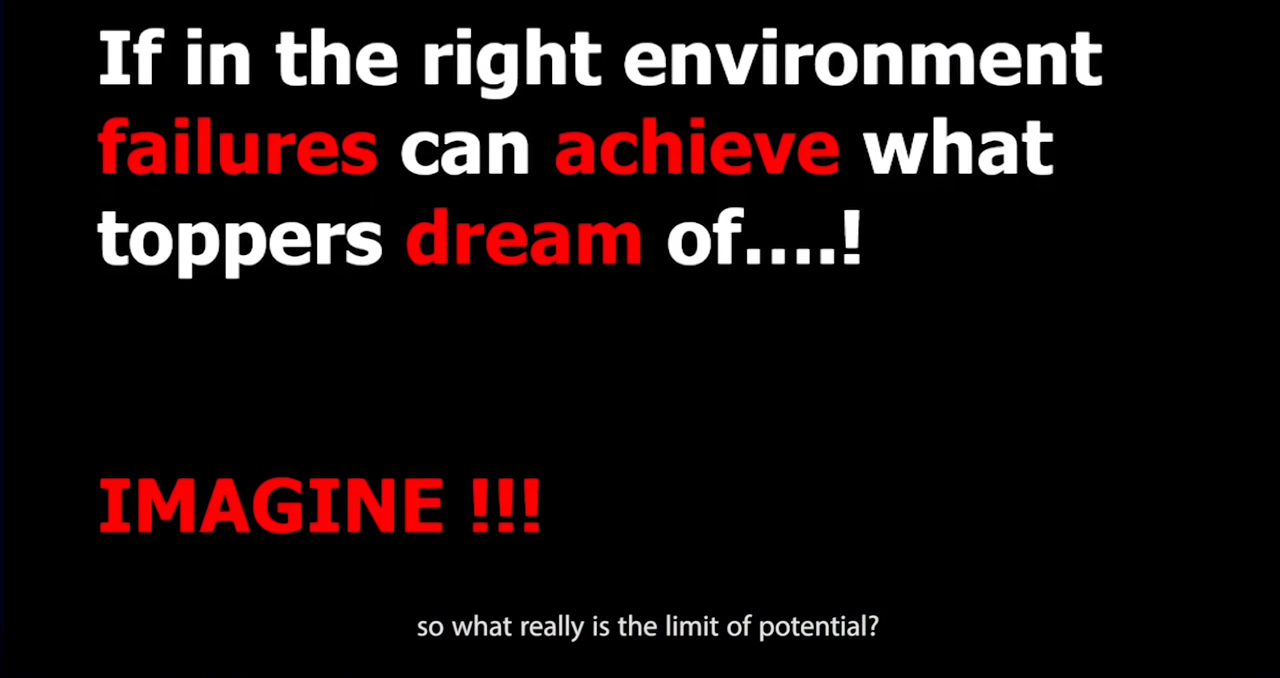 If in the right environment
failures can achieve what
toppers dream of....!
IMAGINE !!!
so what really is the limit of potential?